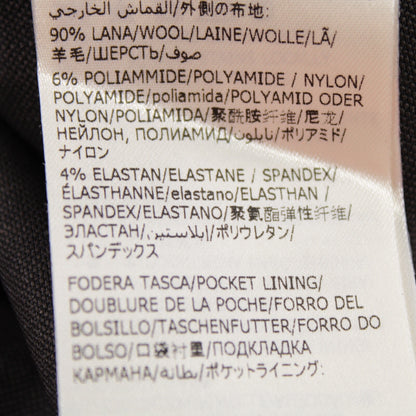 القماش الخارجي/外側の布地:
90% LANA/WOOL/LAINE/WOLLE/LÃ/
羊毛/ШЕРСТЬ/صوف/ウール
6% POLIAMMIDE/POLYAMIDE / NYLON/
POLYAMIDE/poliamida/POLYAMID ODER
NYLON/POLIAMIDA/聚酰胺纤维/尼龙/
НЕЙЛОН, ПОЛИАМИД/نايلون/ポリアミド/
ナイロン
4% ELASTAN/ELASTANE / SPANDEX/
ÉLASTHANNE/elastano/ELASTHAN /
SPANDEX/ELASTANO/聚氨酯弹性纤维/
ЭЛАСТАН/إيلاستين/ポリウレタン/
スパンデックス
FODERA TASCA/POCKET LINING/
DOUBLURE DE LA POCHE/FORRO DEL
BOLSILLO/TASCHENFUTTER/FORRO DO
BOLSO/口袋衬里/ПОДКЛАДКА
КАРМАНА/بطانة/ポケットライニング: